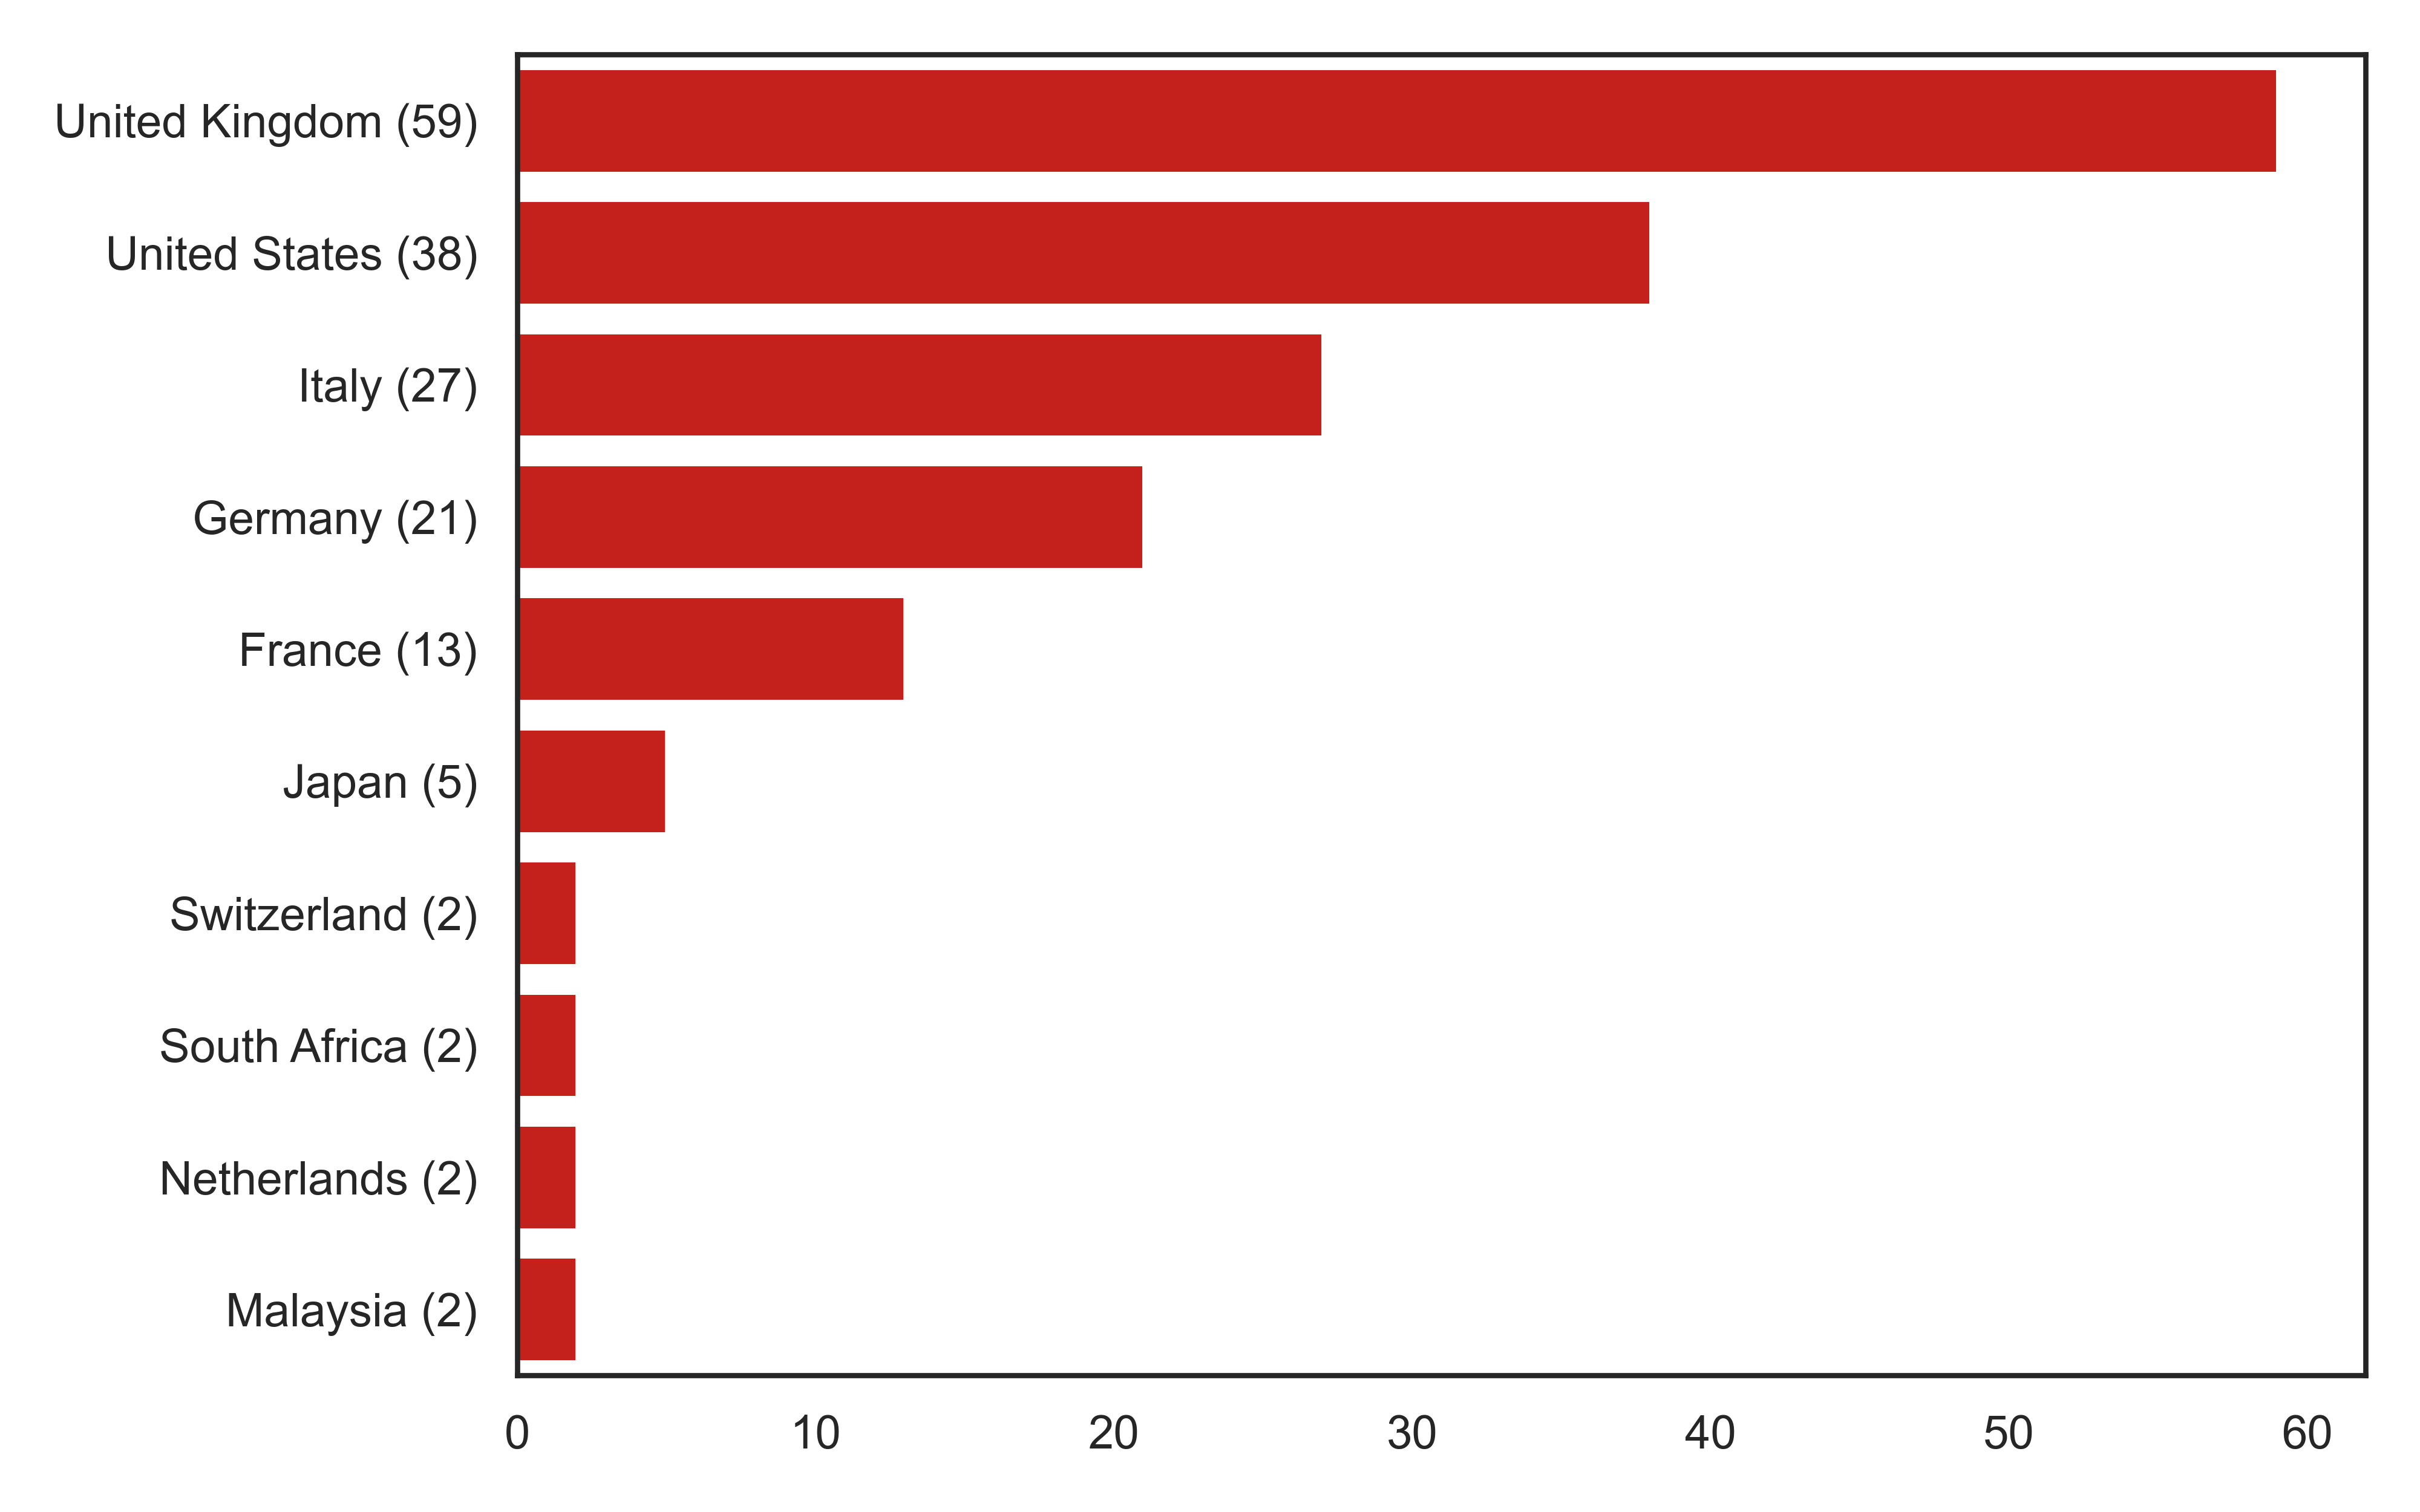 United Kingdom (59)
United States (38)
Italy (27)
Germany (21)
France (13)
Japan (5)
Switzerland (2)
South Africa (2)
Netherlands (2)
Malaysia (2)
0 10 20 30 40 50 60